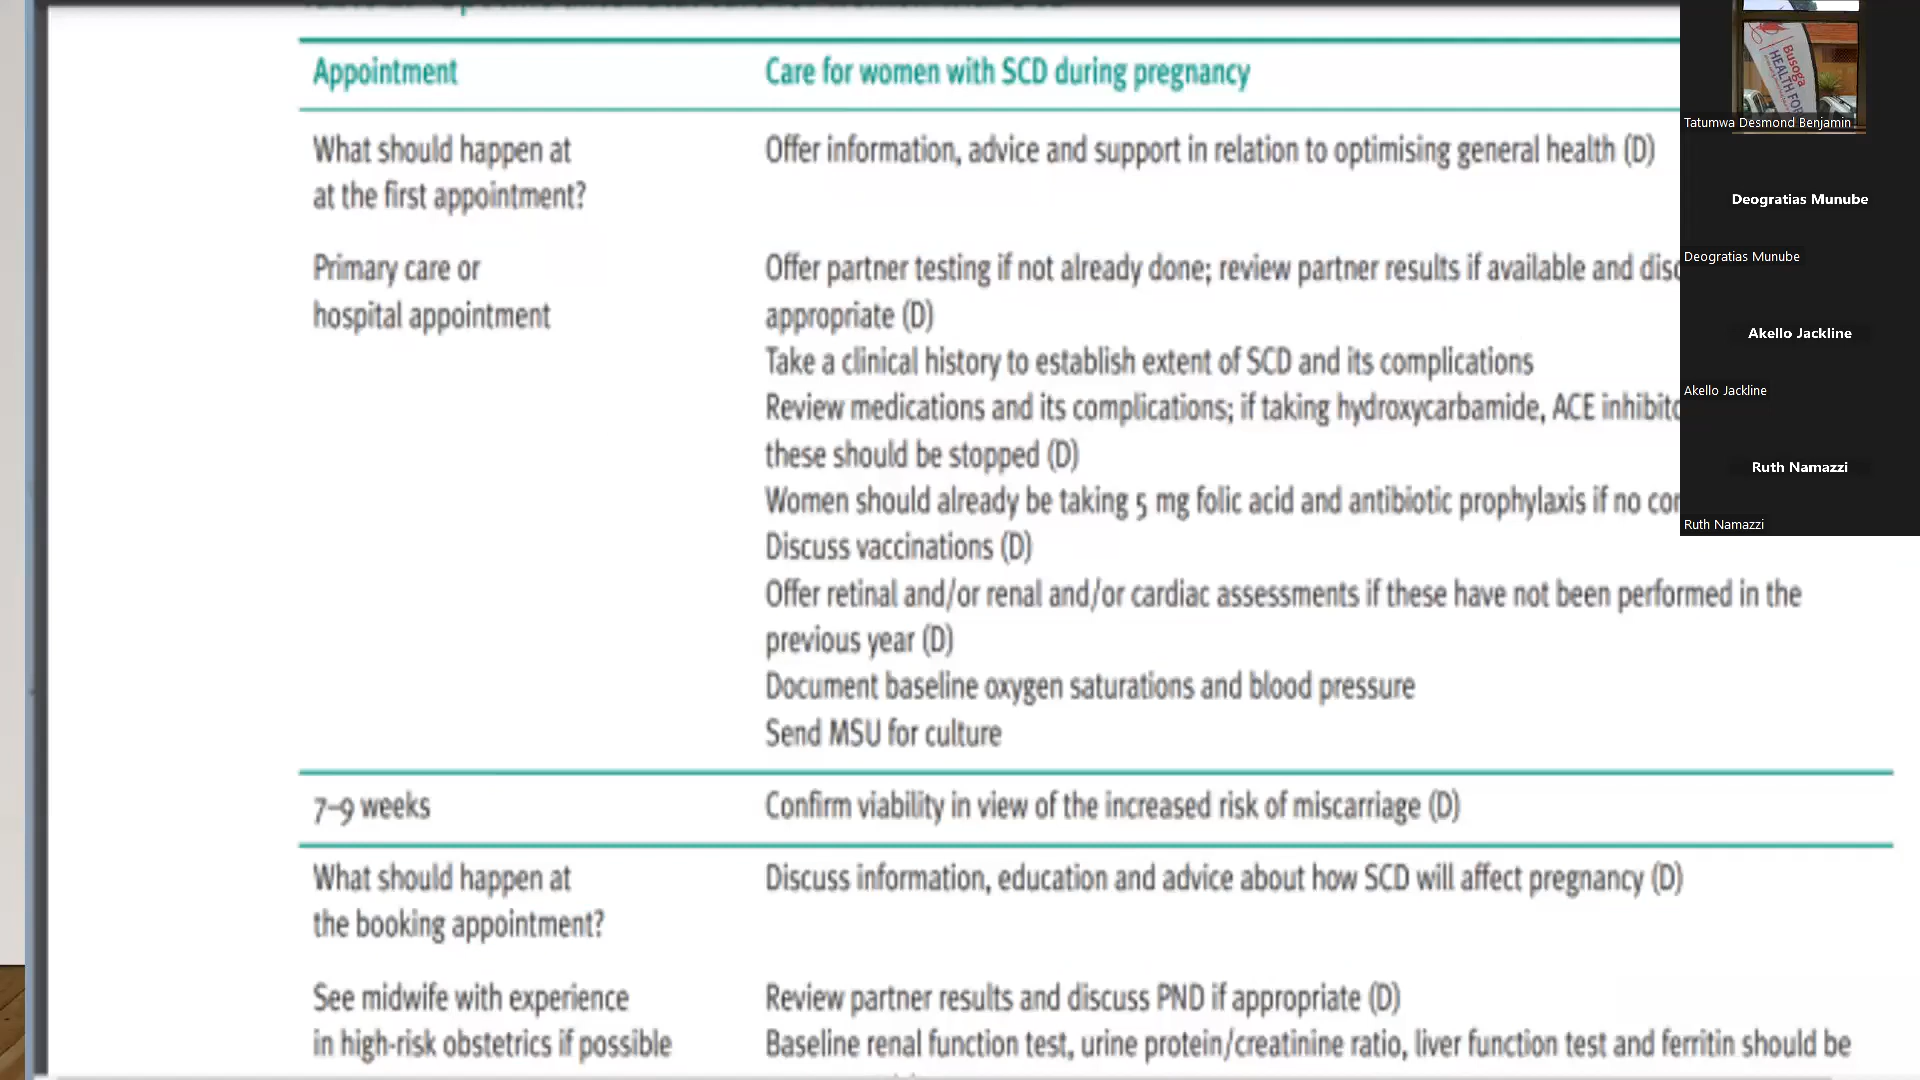 Appointment
Care for women with SCD during pregnancy
What should happen at
at the first appointment?
Offer information, advice and support in relation to optimising general health (D)
Primary care or
hospital appointment
Offer partner testing if not already done; review partner results if available and disc
appropriate (D)
Take a clinical history to establish extent of SCD and its complications
Review medications and its complications; if taking hydroxycarbamide, ACE inhibito
these should be stopped (D)
Women should already be taking 5 mg folic acid and antibiotic prophylaxis if no con
Discuss vaccinations (D)
Offer retinal and/or renal and/or cardiac assessments if these have not been performed in the
previous year (D)
Document baseline oxygen saturations and blood pressure
Send MSU for culture
7–9 weeks
Confirm viability in view of the increased risk of miscarriage (D)
What should happen at
the booking appointment?
Discuss information, education and advice about how SCD will affect pregnancy (D)
See midwife with experience
in high-risk obstetrics if possible
Review partner results and discuss PND if appropriate (D)
Baseline renal function test, urine protein/creatinine ratio, liver function test and ferritin should be
Busoga
HEALTH FOR
Tatumwa Desmond Benjamin
Deogratias Munube
Deogratias Munube
Akello Jackline
Akello Jackline
Ruth Namazzi
Ruth Namazzi